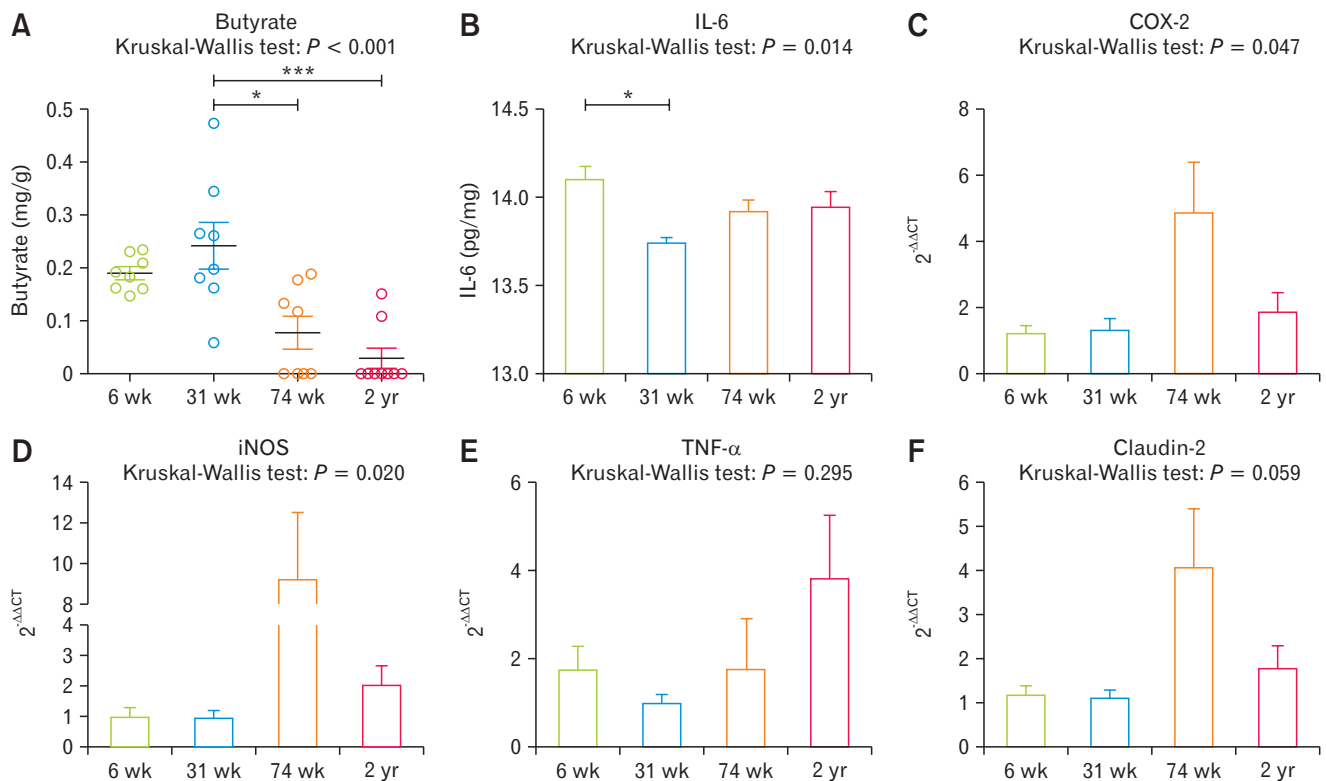 A
Butyrate
Kruskal-Wallis test: P < 0.001
***
*
Butyrate (mg/g)
0.5
0.4
0.3
0.2
0.1
0
6 wk 31 wk 74 wk 2 yr
B
IL-6
Kruskal-Wallis test: P = 0.014
*
IL-6 (pg/mg)
14.5
14.0
13.5
13.0
6 wk 31 wk 74 wk 2 yr
C
COX-2
Kruskal-Wallis test: P = 0.047
2^-ΔΔCT
8
6
4
2
0
6 wk 31 wk 74 wk 2 yr
D
iNOS
Kruskal-Wallis test: P = 0.020
2^-ΔΔCT
14
12
10
8
4
3
2
1
0
6 wk 31 wk 74 wk 2 yr
E
TNF-α
Kruskal-Wallis test: P = 0.295
2^-ΔΔCT
6
4
2
0
6 wk 31 wk 74 wk 2 yr
F
Claudin-2
Kruskal-Wallis test: P = 0.059
2^-ΔΔCT
6
5
4
3
2
1
0
6 wk 31 wk 74 wk 2 yr